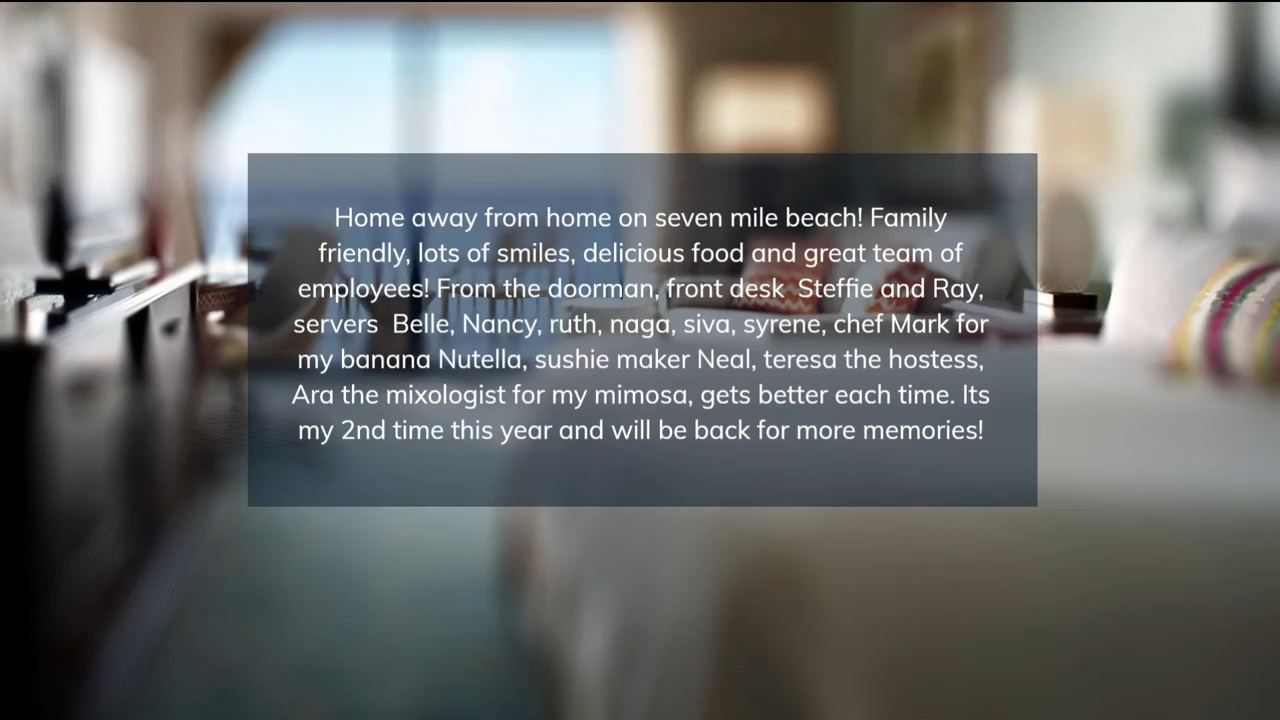 Home away from home on seven mile beach! Family
friendly, lots of smiles, delicious food and great team of
employees! From the doorman, front desk  Steffie and Ray,
servers  Belle, Nancy, ruth, naga, siva, syrene, chef Mark for
my banana Nutella, sushie maker Neal, teresa the hostess,
Ara the mixologist for my mimosa, gets better each time. Its
my 2nd time this year and will be back for more memories!